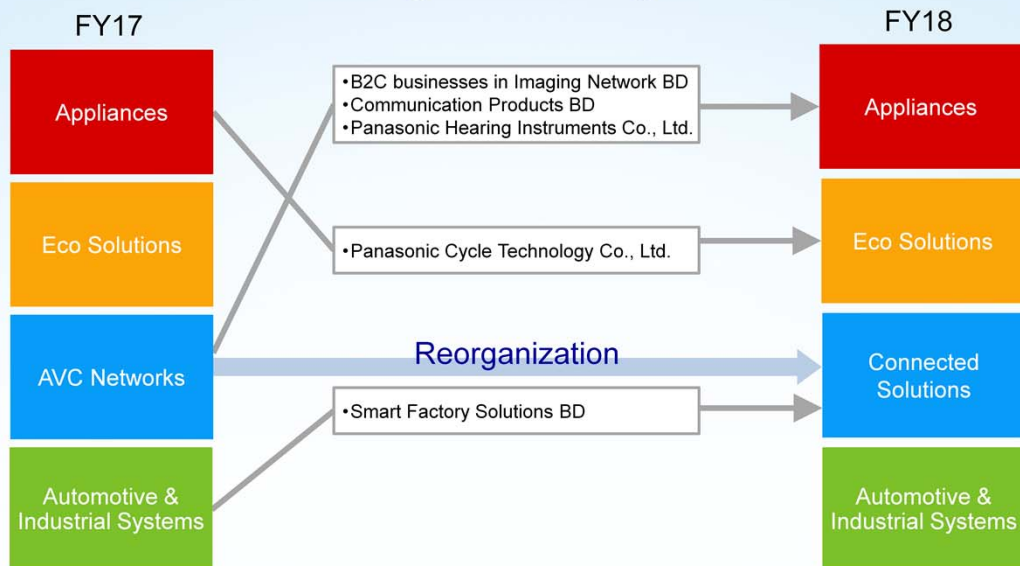 FY17
FY18
Appliances
Eco Solutions
AVC Networks
Automotive &
Industrial Systems
•B2C businesses in Imaging Network BD
•Communication Products BD
•Panasonic Hearing Instruments Co., Ltd.
•Panasonic Cycle Technology Co., Ltd.
Reorganization
•Smart Factory Solutions BD
Appliances
Eco Solutions
Connected
Solutions
Automotive &
Industrial Systems